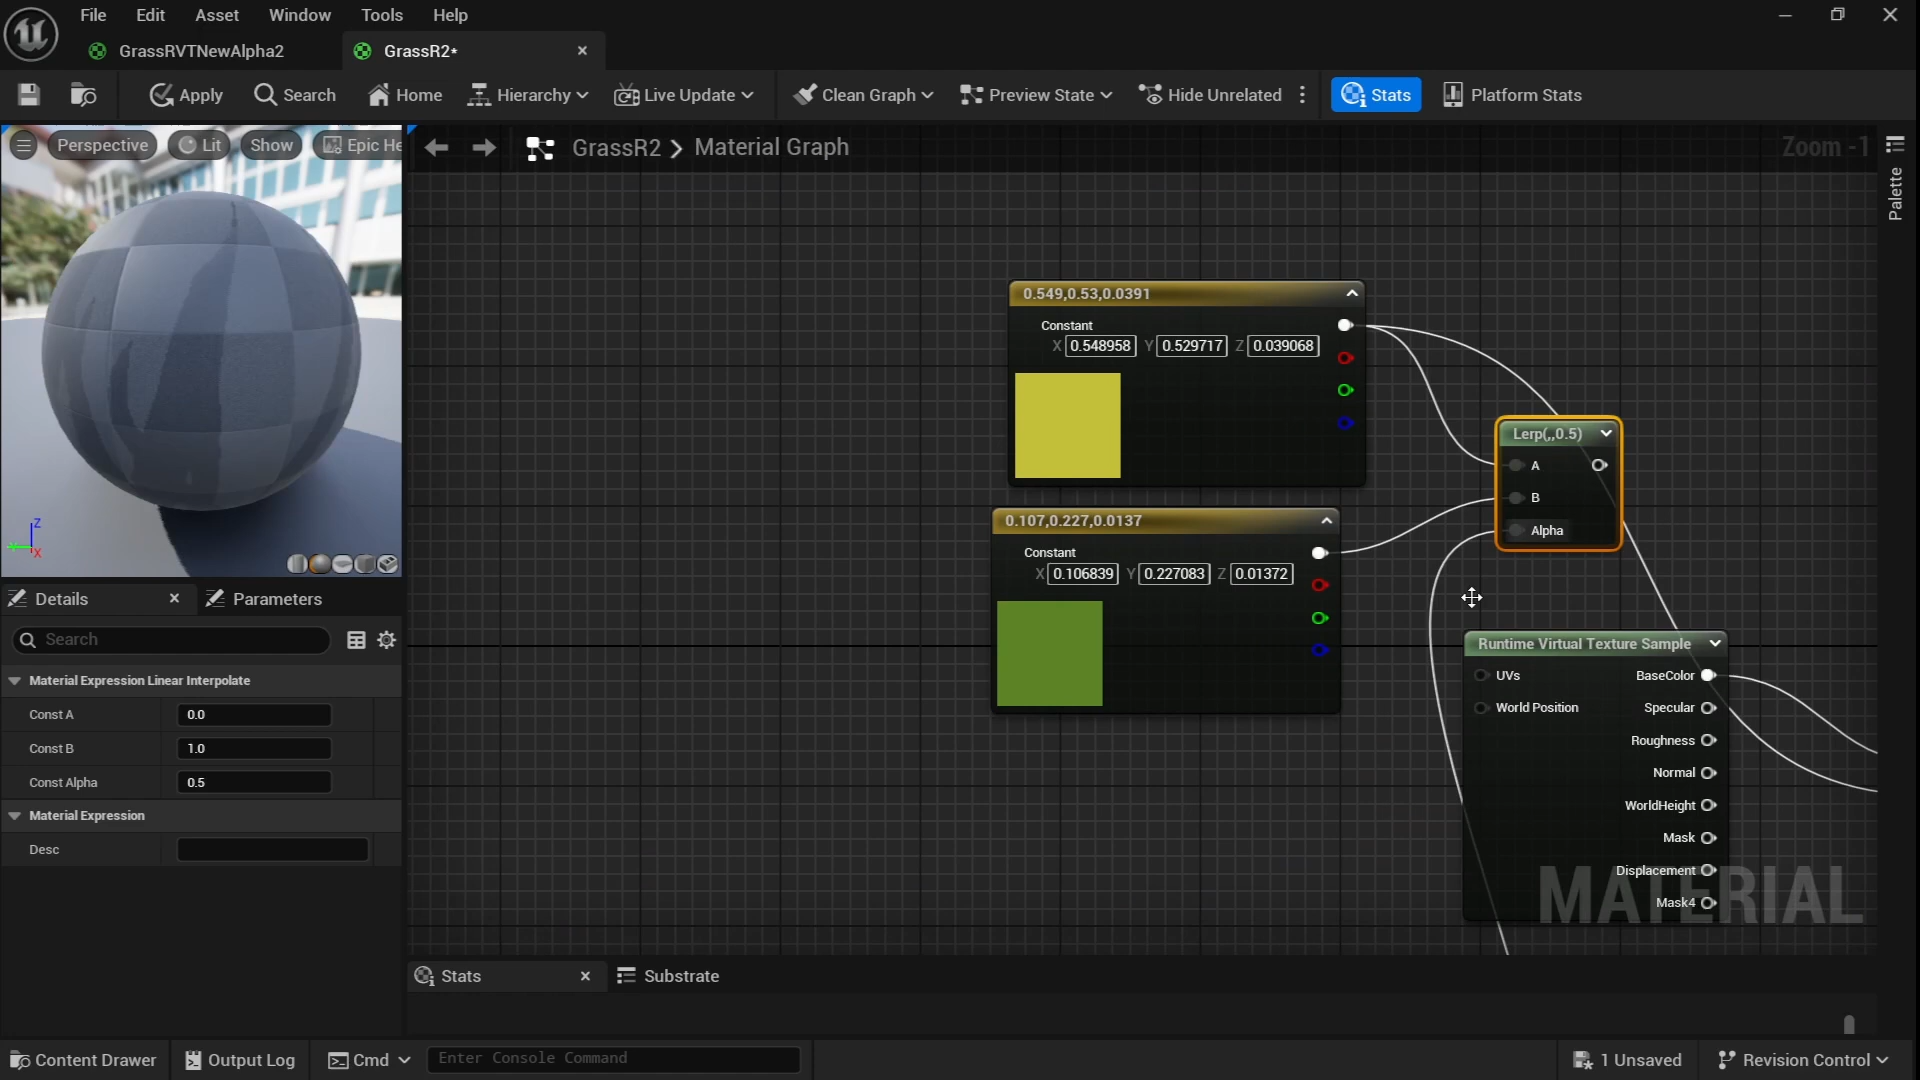 File Edit Asset Window Tools Help
GrassRVTNewAlpha2 GrassR2*
Apply Search Home Hierarchy Live Update Clean Graph Preview State Hide Unrelated Stats Platform Stats
Perspective Lit Show Epic He
GrassR2 > Material Graph
Zoom -1
Palette
0.549,0.53,0.0391
Constant
X 0.548958 Y 0.529717 Z 0.039068
Lerp(,,0.5)
A
B
Alpha
0.107,0.227,0.0137
Constant
X 0.106839 Y 0.227083 Z 0.01372
Runtime Virtual Texture Sample
UVs BaseColor
World Position Specular
Roughness
Normal
WorldHeight
Mask
Displacement
Mask4
MATERIAL
Z
X
Details Parameters
Search
Material Expression Linear Interpolate
Const A 0.0
Const B 1.0
Const Alpha 0.5
Material Expression
Desc
Stats Substrate
Content Drawer Output Log Cmd Enter Console Command 1 Unsaved Revision Control